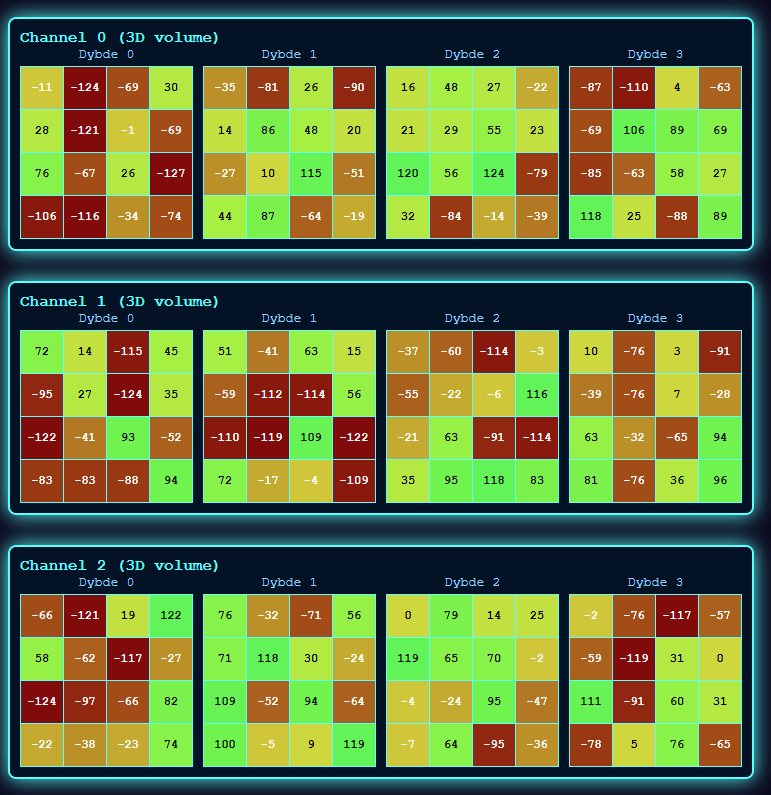 Channel 0 (3D volume)
Dybde 0 Dybde 1 Dybde 2 Dybde 3
-11 -124 -69 30 -35 -81 26 -90 16 48 27 -22 -87 -110 4 -63
28 -121 -1 -69 14 86 48 20 21 29 55 23 -69 106 89 69
76 -67 26 -127 -27 10 115 -51 120 56 124 -79 -85 -63 58 27
-106 -116 -34 -74 44 87 -64 -19 32 -84 -14 -39 118 25 -88 89
Channel 1 (3D volume)
Dybde 0 Dybde 1 Dybde 2 Dybde 3
72 14 -115 45 51 -41 63 15 -37 -60 -114 -3 10 -76 3 -91
-95 27 -124 35 -59 -112 -114 56 -55 -22 -6 116 -39 -76 7 -28
-122 -41 93 -52 -110 -119 109 -122 -21 63 -91 -114 63 -32 -65 94
-83 -83 -88 94 72 -17 -4 -109 35 95 118 83 81 -76 36 96
Channel 2 (3D volume)
Dybde 0 Dybde 1 Dybde 2 Dybde 3
-66 -121 19 122 76 -32 -71 56 0 79 14 25 -2 -76 -117 -57
58 -62 -117 -27 71 118 30 -24 119 65 70 -2 -59 -119 31 0
-124 -97 -66 82 109 -52 94 -64 -4 -24 95 -47 111 -91 60 31
-22 -38 -23 74 100 -5 9 119 -7 64 -95 -36 -78 5 76 -65